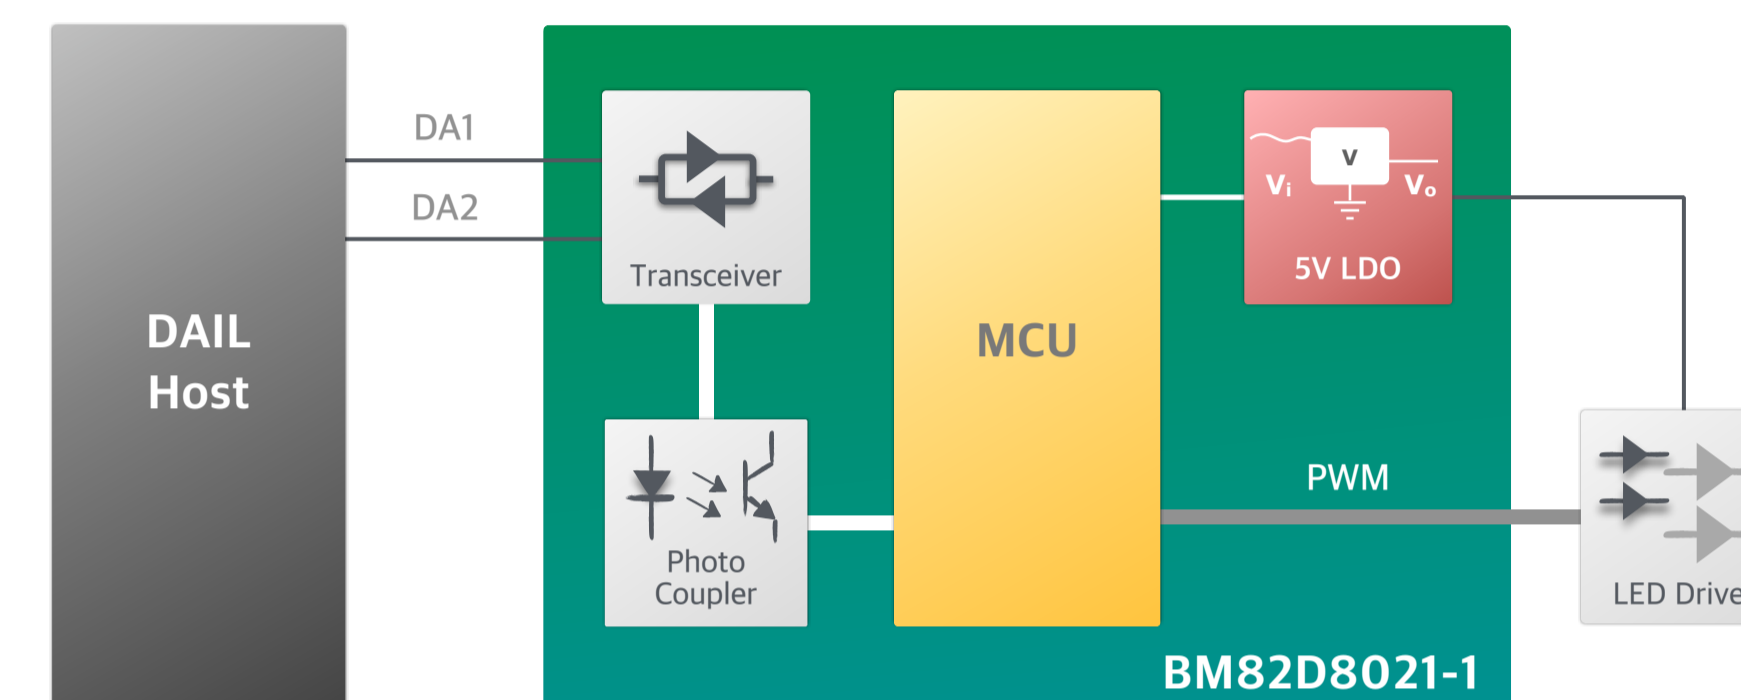 DA1
DA2
DAIL
Host
Transceiver
Photo
Coupler
MCU
V
Vi
Vo
5V LDO
PWM
LED Drive
BM82D8021-1